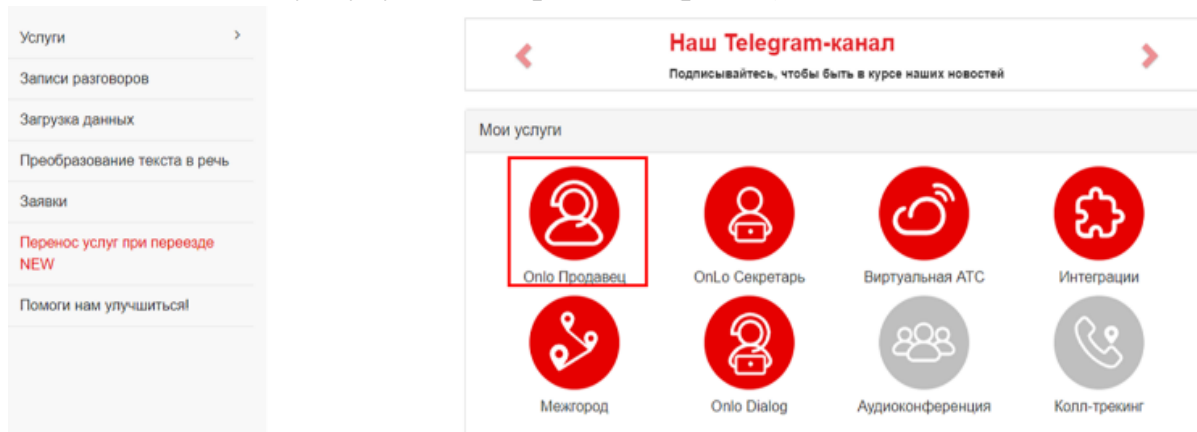 Услуги
Записи разговоров
Загрузка данных
Преобразование текста в речь
Заявки
Перенос услуг при переезде
NEW
Помоги нам улучшиться!
Наш Telegram-канал
Подписывайтесь, чтобы быть в курсе наших новостей
Мои услуги
Onlo Продавец
OnLo Секретарь
Виртуальная АТС
Интеграции
Межгород
Onlo Dialog
Аудиоконференция
Колл-трекинг